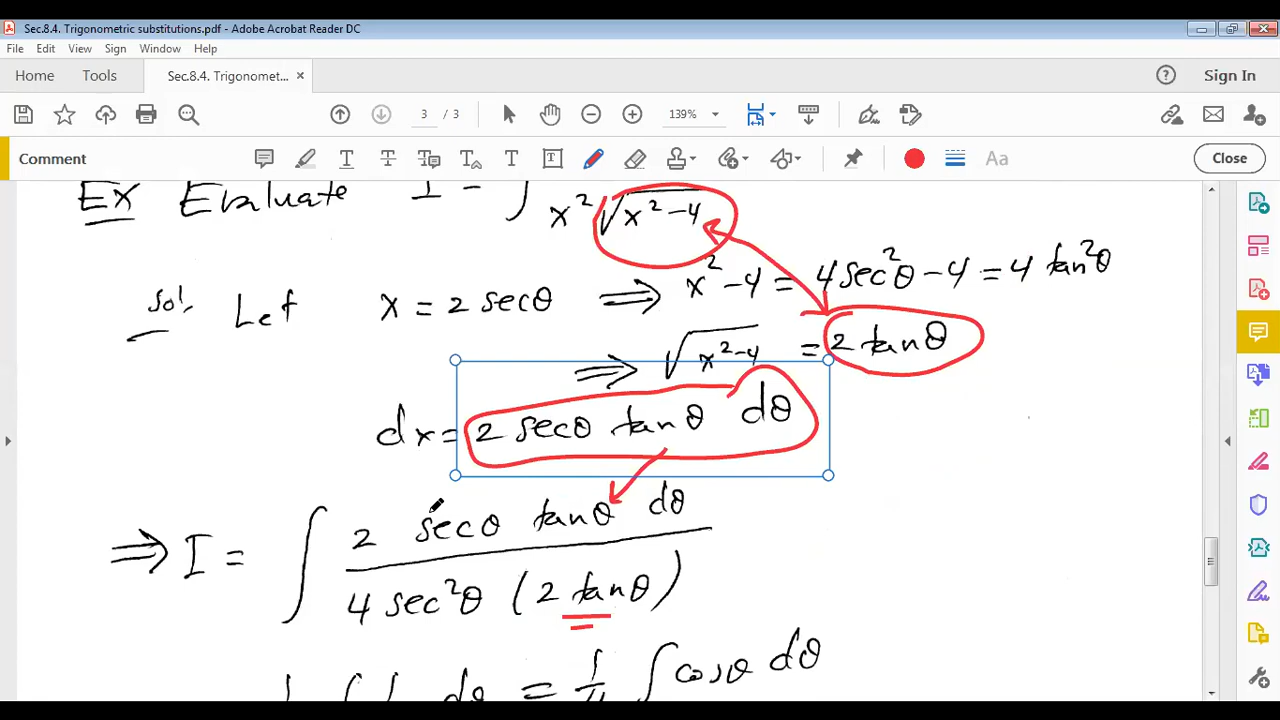 Sec.8.4. Trigonometric substitutions.pdf - Adobe Acrobat Reader DC
File Edit View Sign Window Help
Home Tools Sec.8.4. Trigonomet... × Sign In
3 / 3 139%
Comment Aa Close
Ex Evaluate I = ∫ x² √(x²-4)
Sol. Let x = 2 secθ ⇒ x²-4 = 4sec²θ-4 = 4 tan²θ
⇒ √(x²-4) = 2 tanθ
dx = 2 secθ tanθ dθ
⇒ I = ∫ 2 secθ tanθ dθ
4 sec²θ (2 tanθ)
dθ = ∫ cosθ dθ